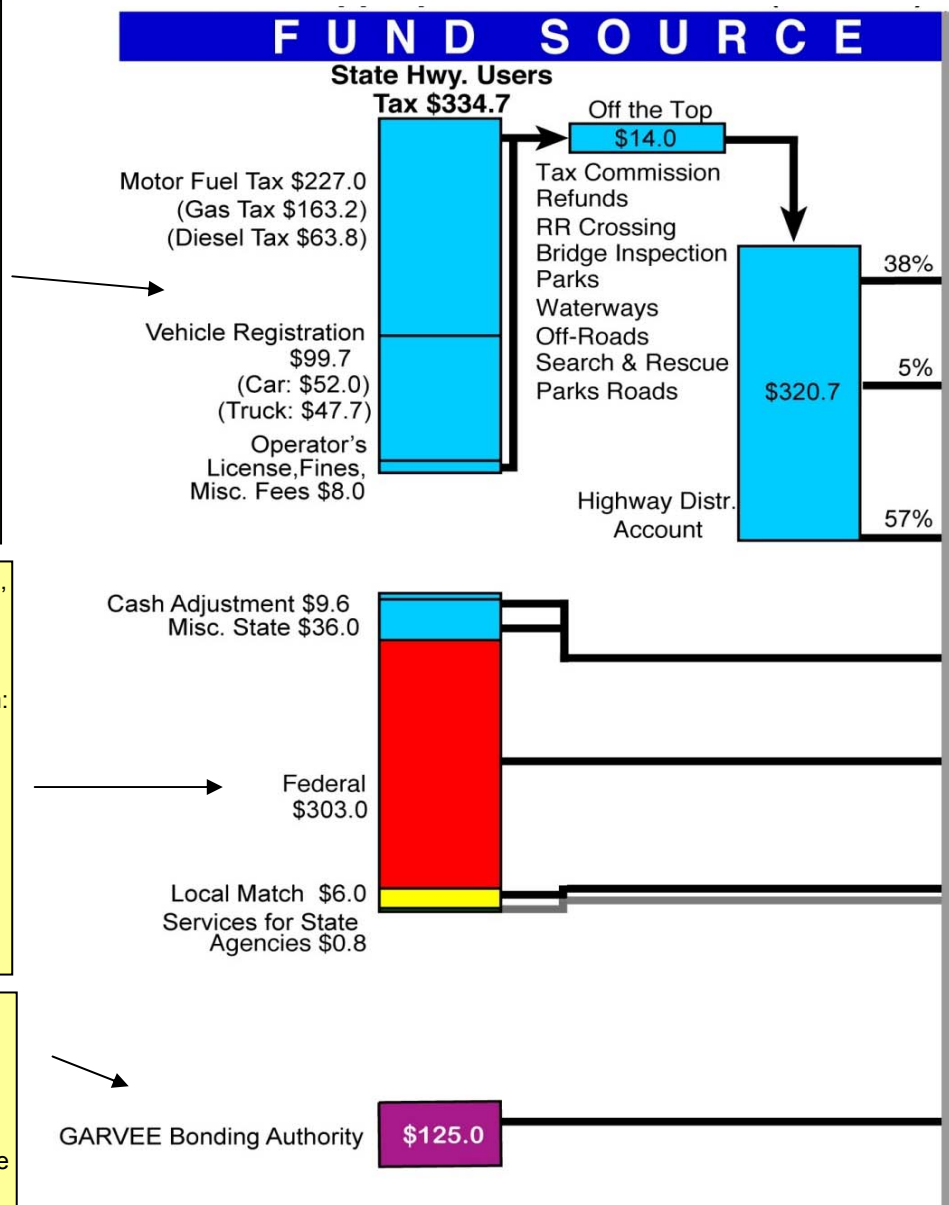 FUND SOURCE
State Hwy. Users
Tax $334.7
Off the Top
$14.0
Motor Fuel Tax $227.0
(Gas Tax $163.2)
(Diesel Tax $63.8)
Tax Commission
Refunds
RR Crossing
Bridge Inspection
Parks
Waterways
Off-Roads
Search & Rescue
Parks Roads
Vehicle Registration
$99.7
(Car: $52.0)
(Truck: $47.7)
Operator's
License,Fines,
Misc. Fees $8.0
38%
5%
$320.7
57%
Highway Distr.
Account
,
:
Cash Adjustment $9.6
Misc. State $36.0
Federal
$303.0
Local Match $6.0
Services for State
Agencies $0.8
GARVEE Bonding Authority
$125.0
e